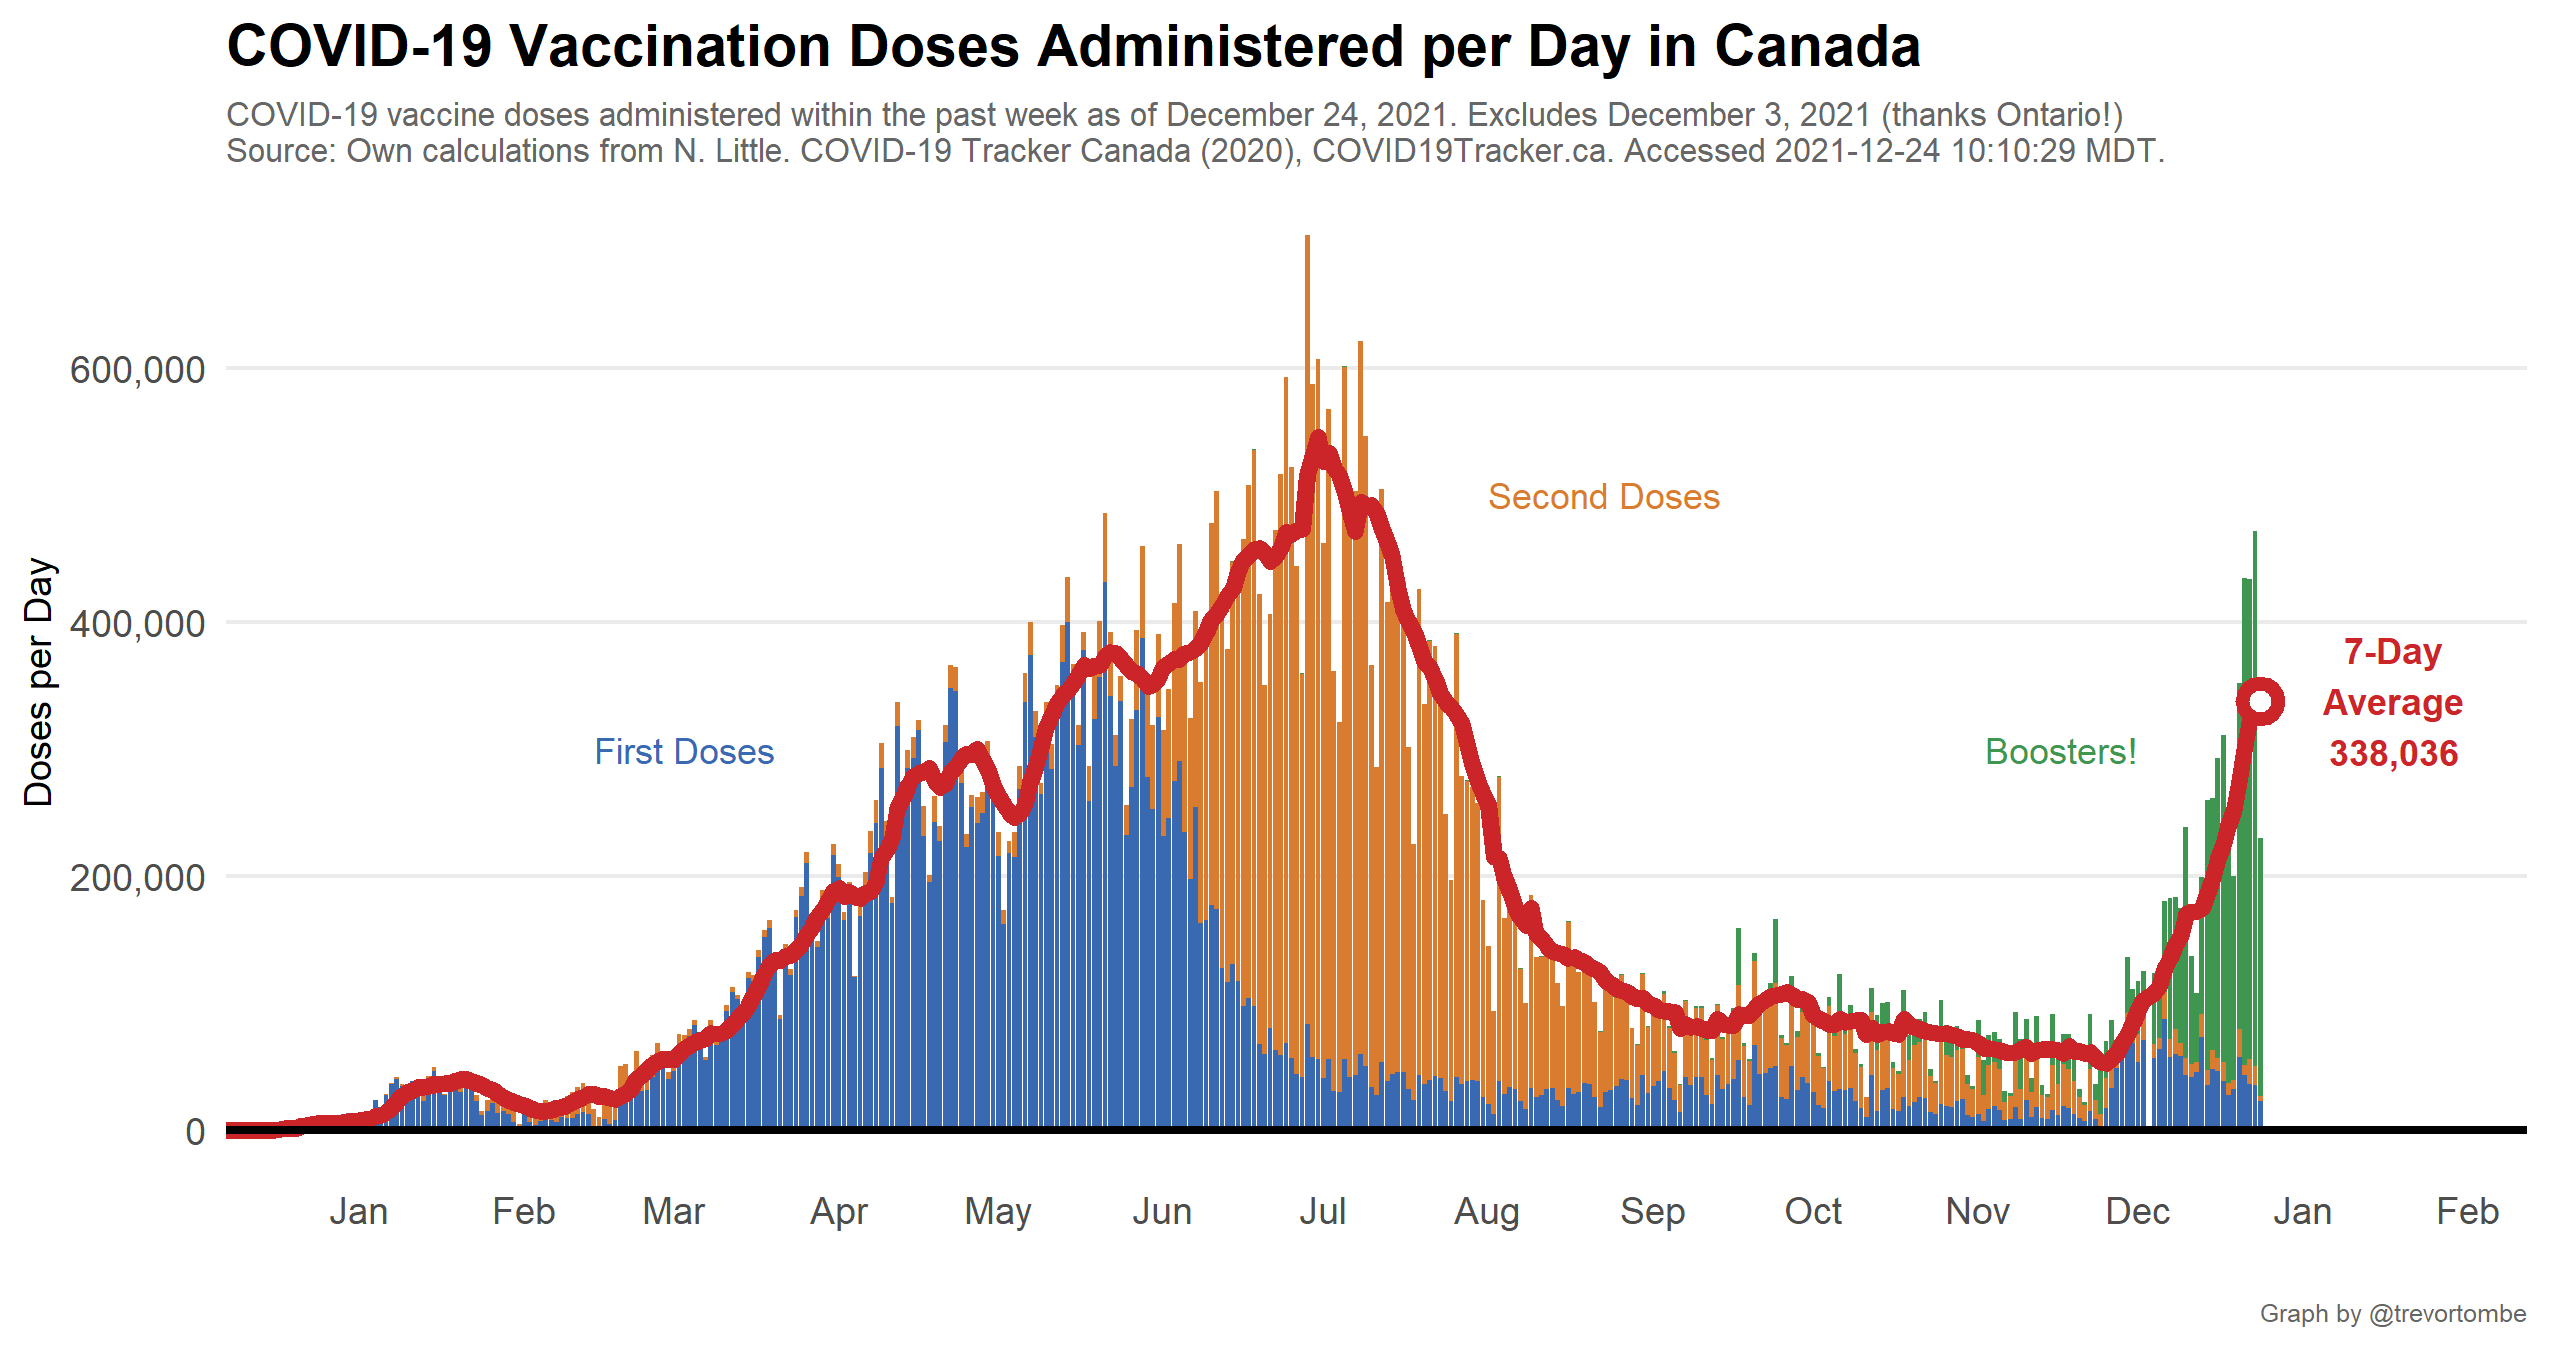 COVID-19 Vaccination Doses Administered per Day in Canada
COVID-19 vaccine doses administered within the past week as of December 24, 2021. Excludes December 3, 2021 (thanks Ontario!)
Source: Own calculations from N. Little. COVID-19 Tracker Canada (2020), COVID19Tracker.ca. Accessed 2021-12-24 10:10:29 MDT.
Doses per Day
600,000
400,000
200,000
0
First Doses
Second Doses
Boosters!
7-Day
Average
338,036
Jan Feb Mar Apr May Jun Jul Aug Sep Oct Nov Dec Jan Feb
Graph by @trevortombe